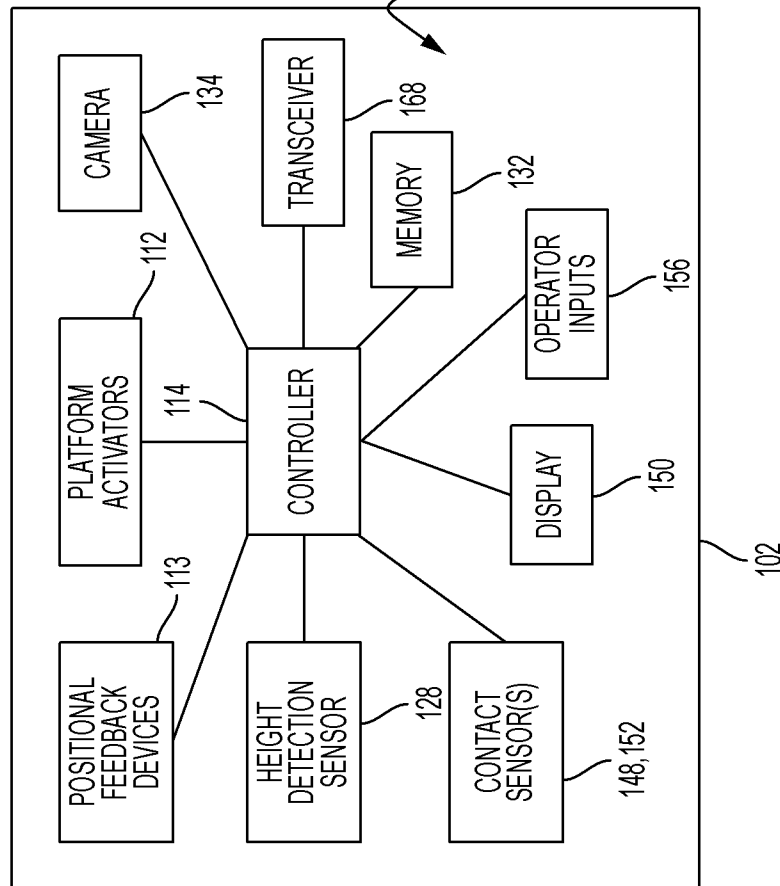 POSITIONAL
FEEDBACK
DEVICES
113
PLATFORM
ACTIVATORS
112
CAMERA
134
HEIGHT
DETECTION
SENSOR
128
114
CONTROLLER
TRANSCEIVER
168
MEMORY
132
CONTACT
SENSOR(S)
148,152
DISPLAY
150
OPERATOR
INPUTS
156
102